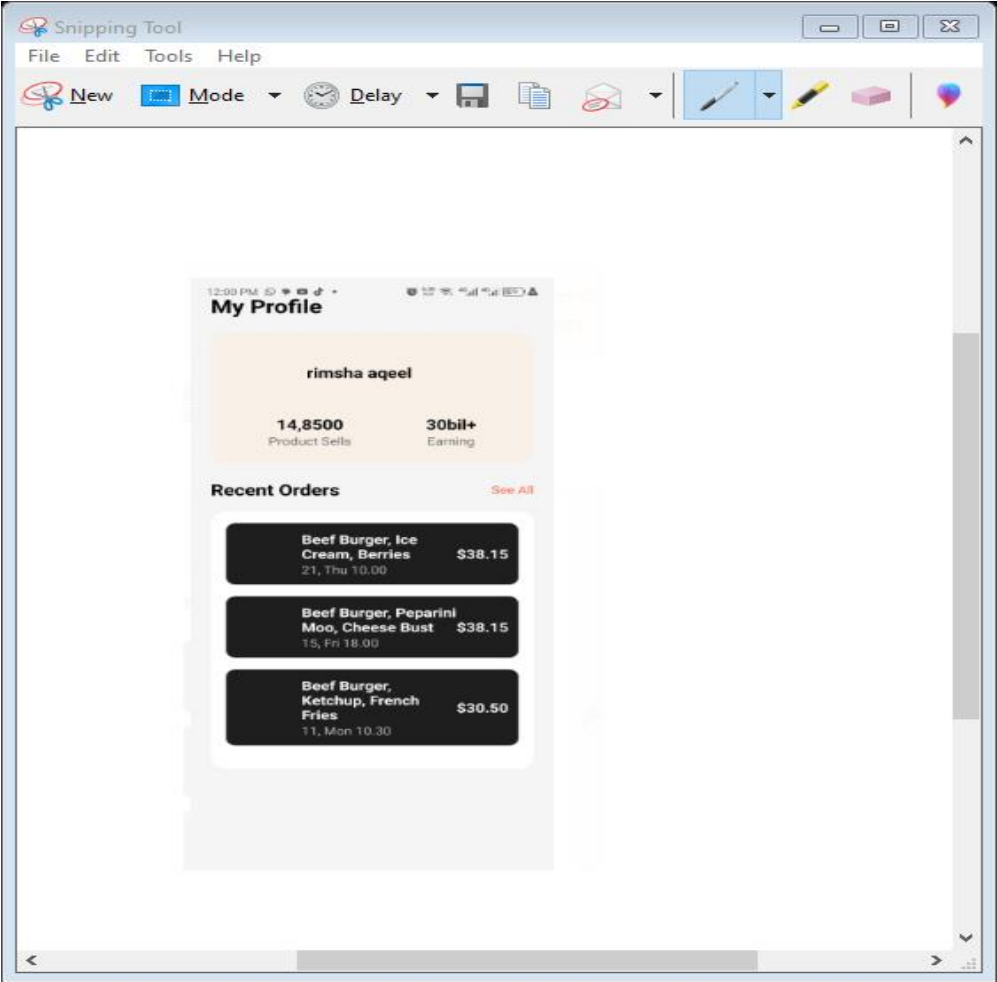 Snipping Tool
File Edit Tools Help
New Mode Delay
12:00 PM
My Profile
rimsha aqeel
14,8500 30bil+
Product Sells Earning
Recent Orders See All
Beef Burger, Ice
Cream, Berries $38.15
21, Thu 10.00
Beef Burger, Peparini
Moo, Cheese Bust $38.15
15, Fri 18.00
Beef Burger,
Ketchup, French
Fries $30.50
11, Mon 10.30